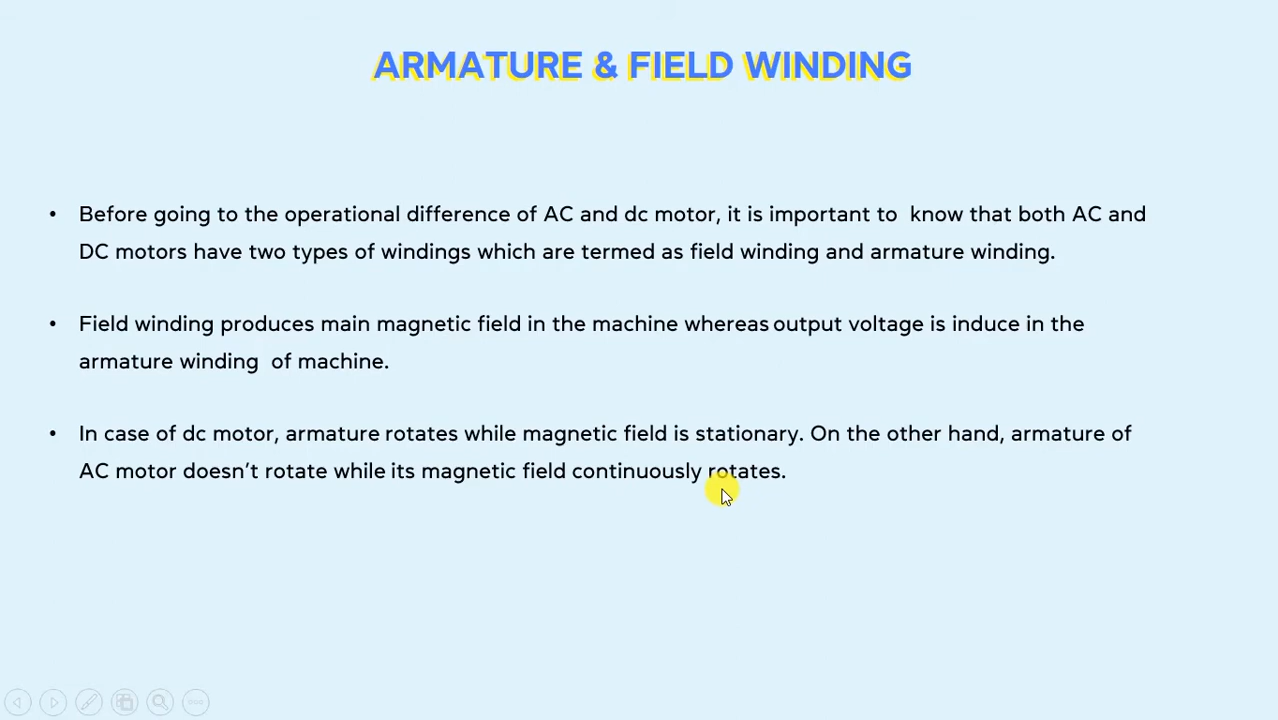 ARMATURE & FIELD WINDING
• Before going to the operational difference of AC and dc motor, it is important to know that both AC and
DC motors have two types of windings which are termed as field winding and armature winding.
• Field winding produces main magnetic field in the machine whereas output voltage is induce in the
armature winding of machine.
• In case of dc motor, armature rotates while magnetic field is stationary. On the other hand, armature of
AC motor doesn't rotate while its magnetic field continuously rotates.